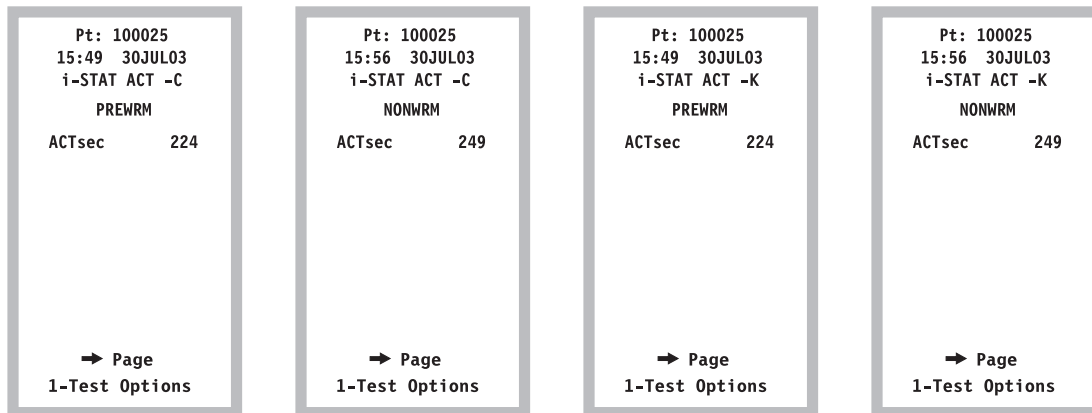 Pt: 100025
15:49 30JUL03
i-STAT ACT -C
PREWRM
ACTsec 224
➔ Page
1-Test Options
Pt: 100025
15:56 30JUL03
i-STAT ACT -C
NONWRM
ACTsec 249
➔ Page
1-Test Options
Pt: 100025
15:49 30JUL03
i-STAT ACT -K
PREWRM
ACTsec 224
➔ Page
1-Test Options
Pt: 100025
15:56 30JUL03
i-STAT ACT -K
NONWRM
ACTsec 249
➔ Page
1-Test Options